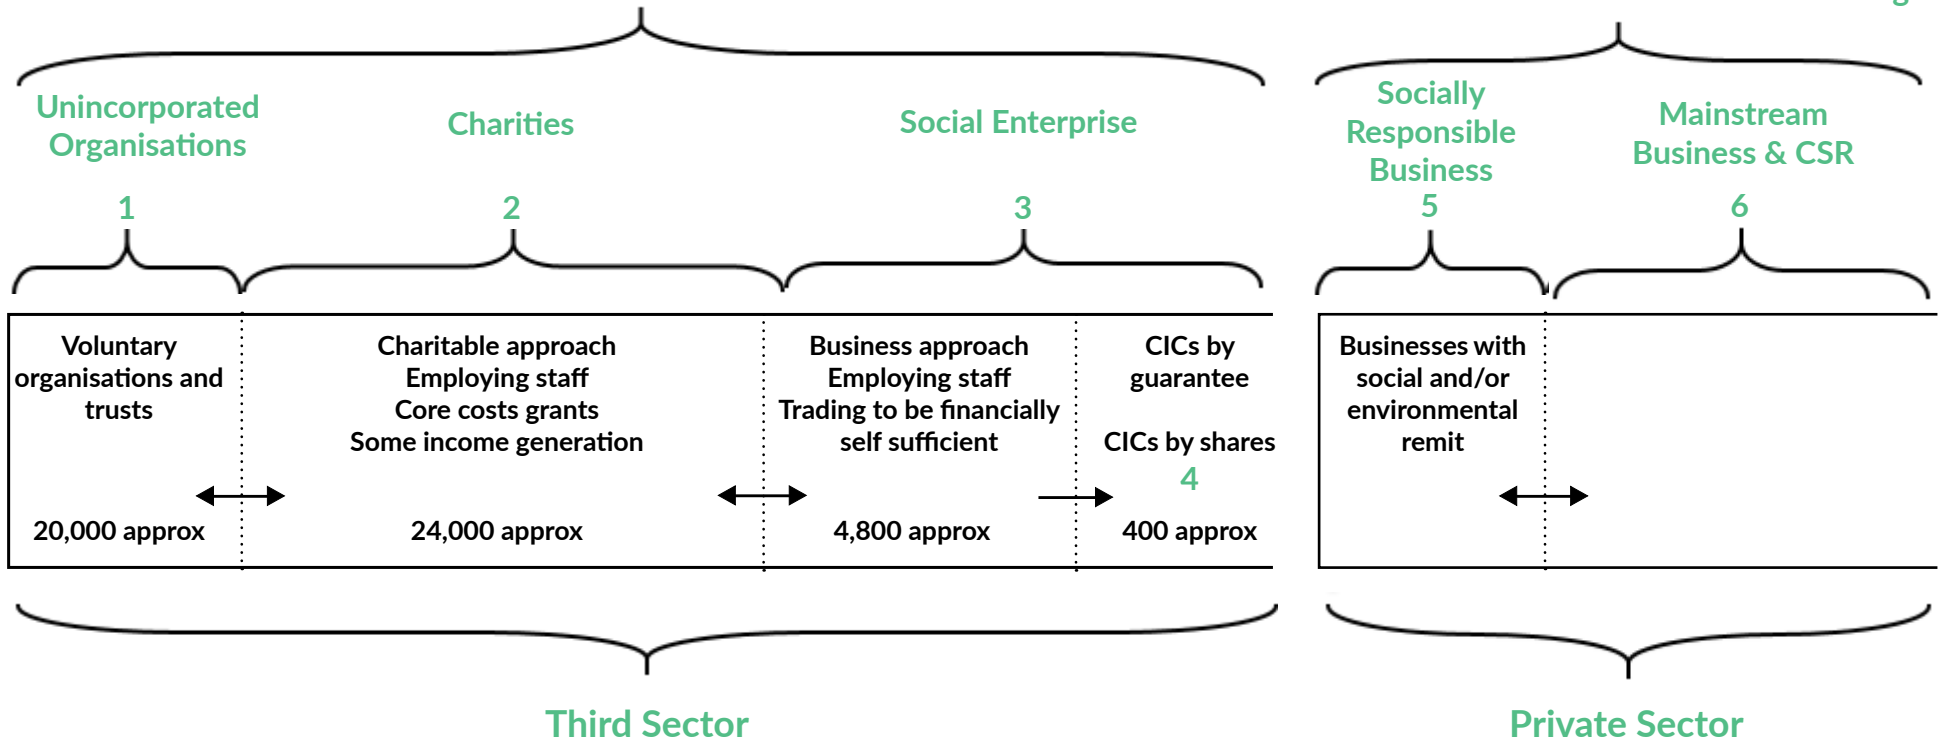 Unincorporated
Organisations
1
Charities
2
Social Enterprise
3
Socially
Responsible
Business
5
Mainstream
Business & CSR
6
Voluntary
organisations and
trusts
20,000 approx
Charitable approach
Employing staff
Core costs grants
Some income generation
24,000 approx
Business approach
Employing staff
Trading to be financially
self sufficient
4,800 approx
CICs by
guarantee
CICs by shares
4
400 approx
Businesses with
social and/or
environmental
remit
Third Sector
Private Sector